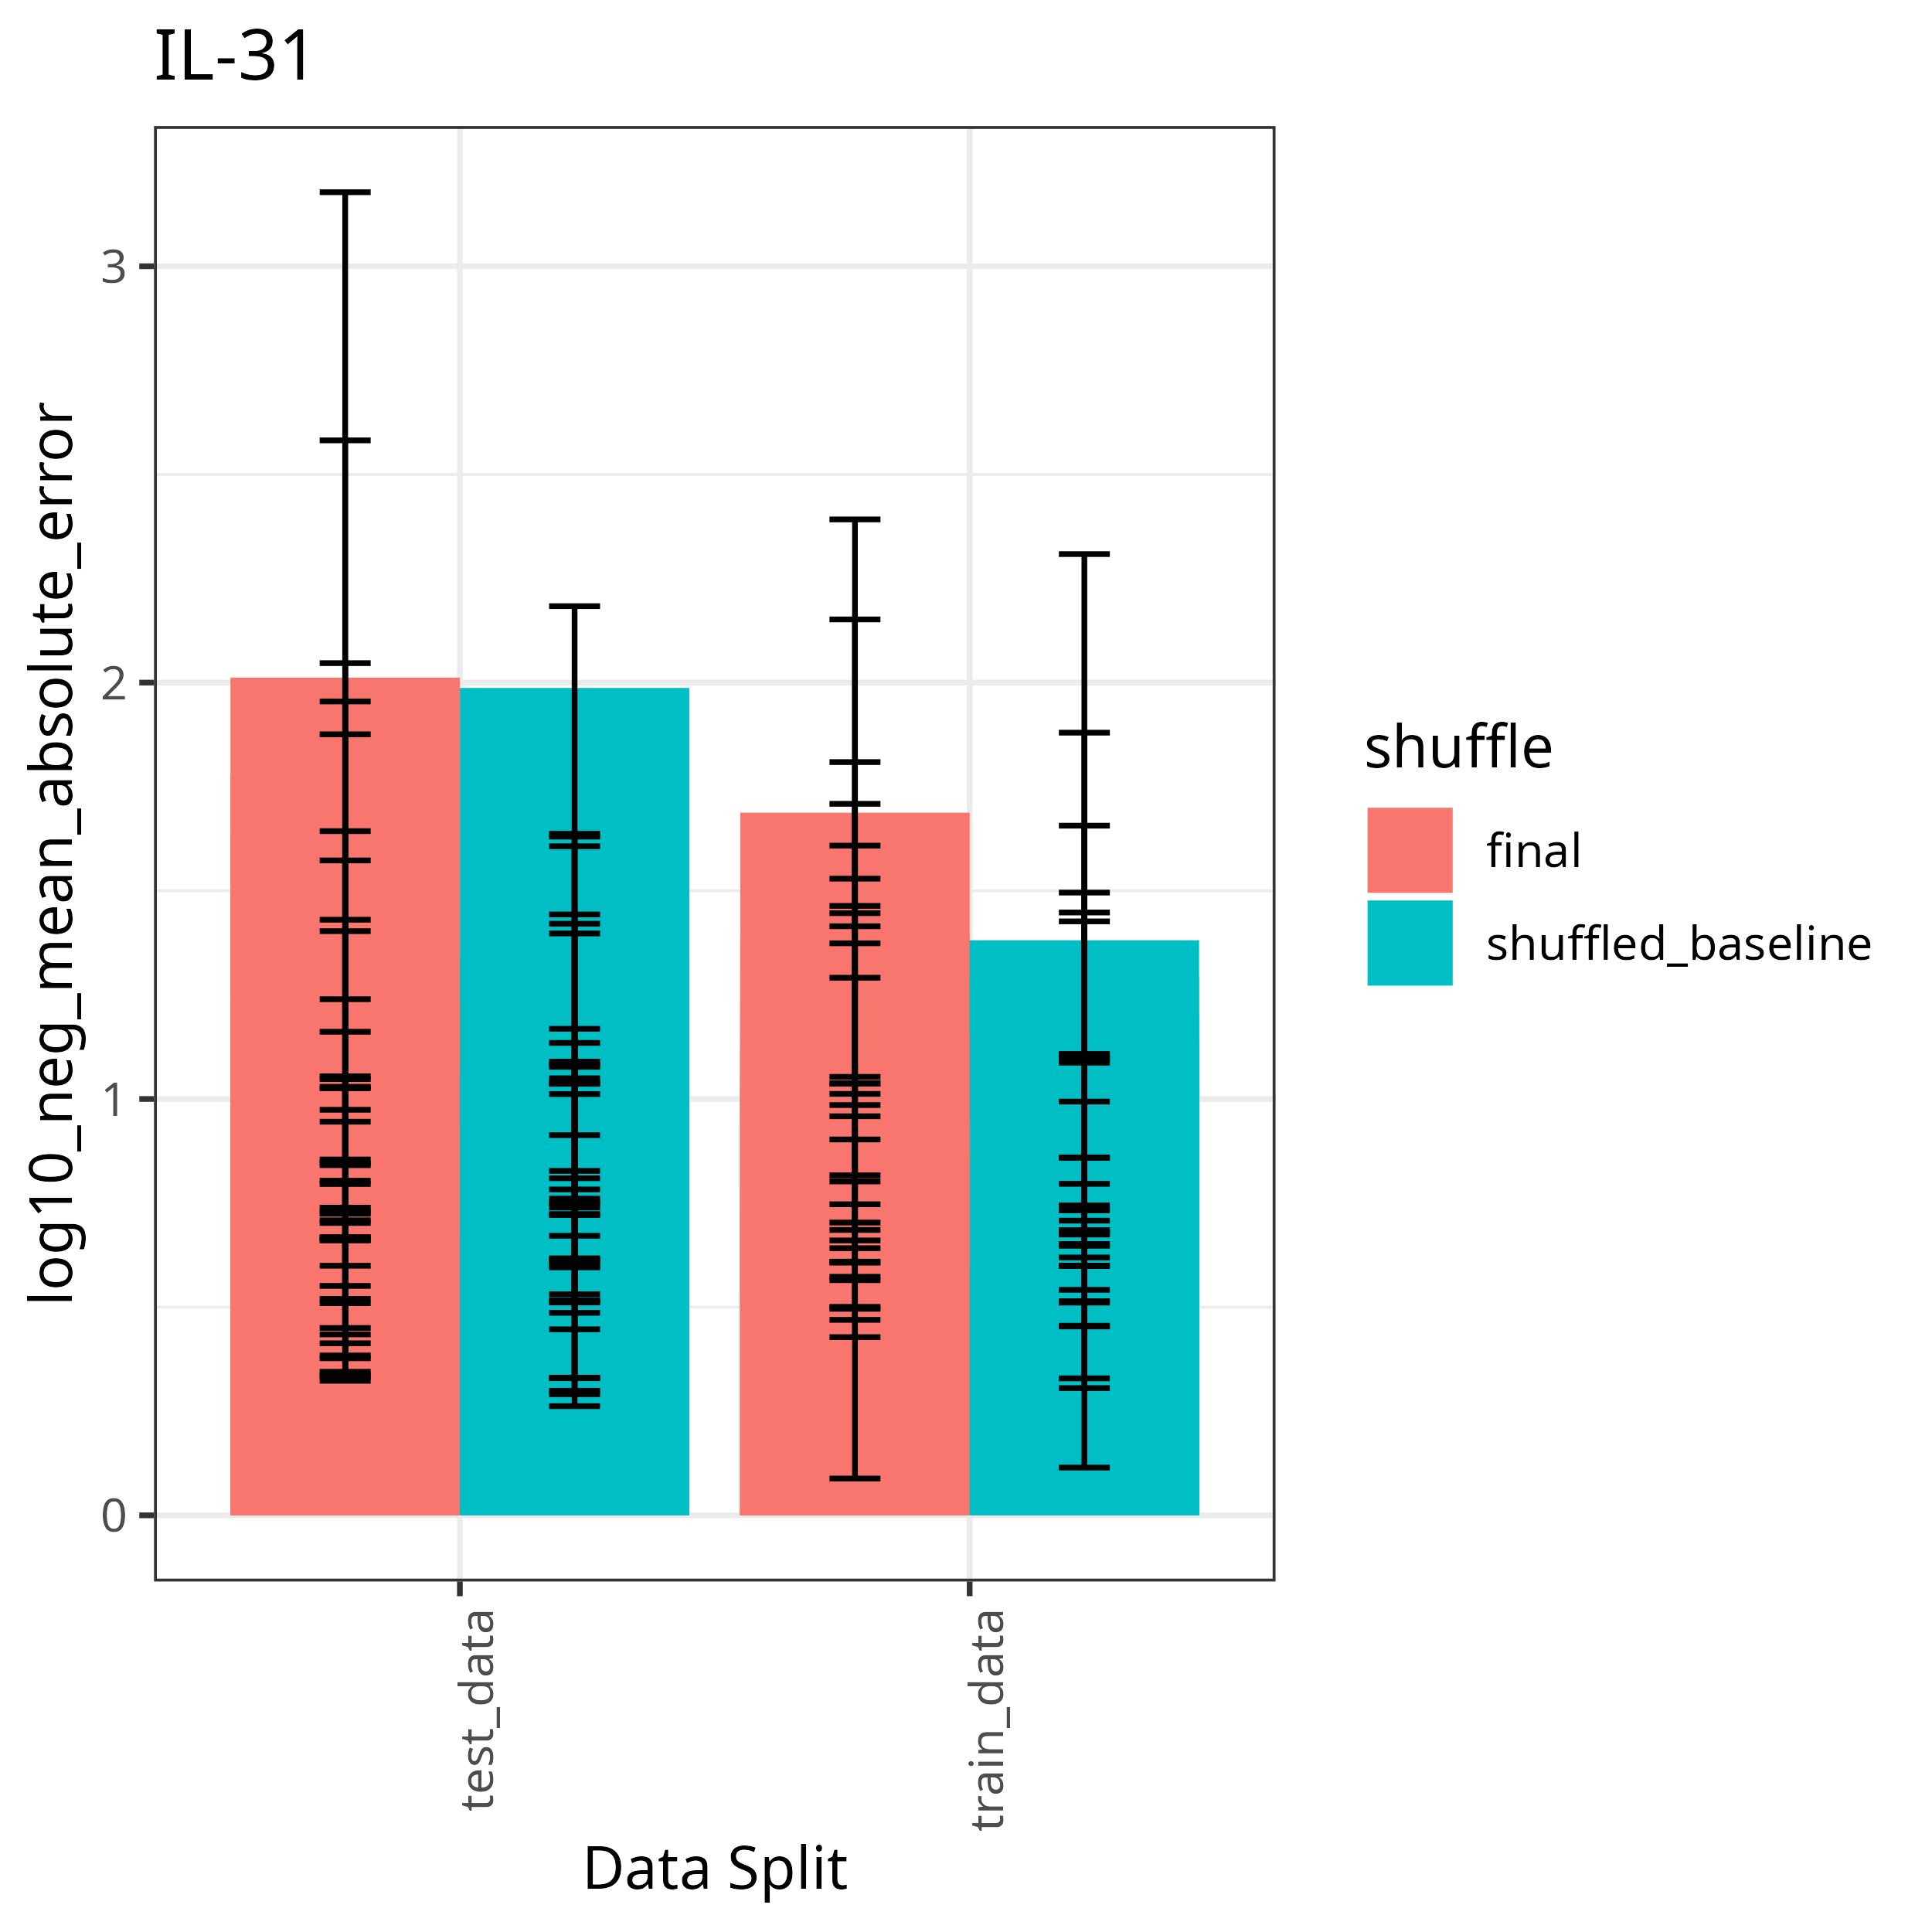 IL-31
log10_neg_mean_absolute_error
3
2
1
0
test_data
train_data
Data Split
shuffle
final
shuffled_baseline